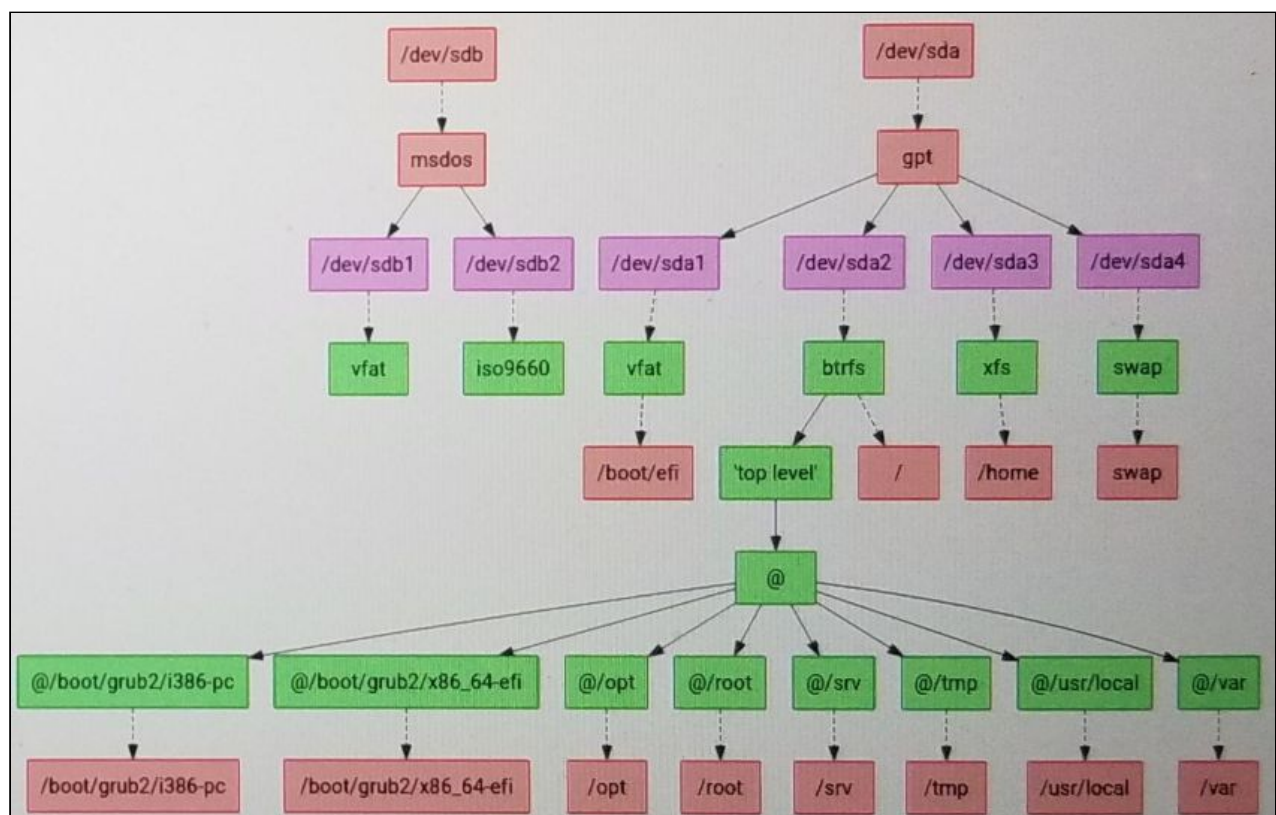 /dev/sdb
/dev/sda
msdos
gpt
/dev/sdb1
/dev/sdb2
/dev/sda1
/dev/sda2
/dev/sda3
/dev/sda4
vfat
iso9660
vfat
btrfs
xfs
swap
/boot/efi
'top level'
/
/home
swap
@
@/boot/grub2/i386-pc
@/boot/grub2/x86_64-efi
@/opt
@/root
@/srv
@/tmp
@/usr/local
@/var
/boot/grub2/i386-pc
/boot/grub2/x86_64-efi
/opt
/root
/srv
/tmp
/usr/local
/var